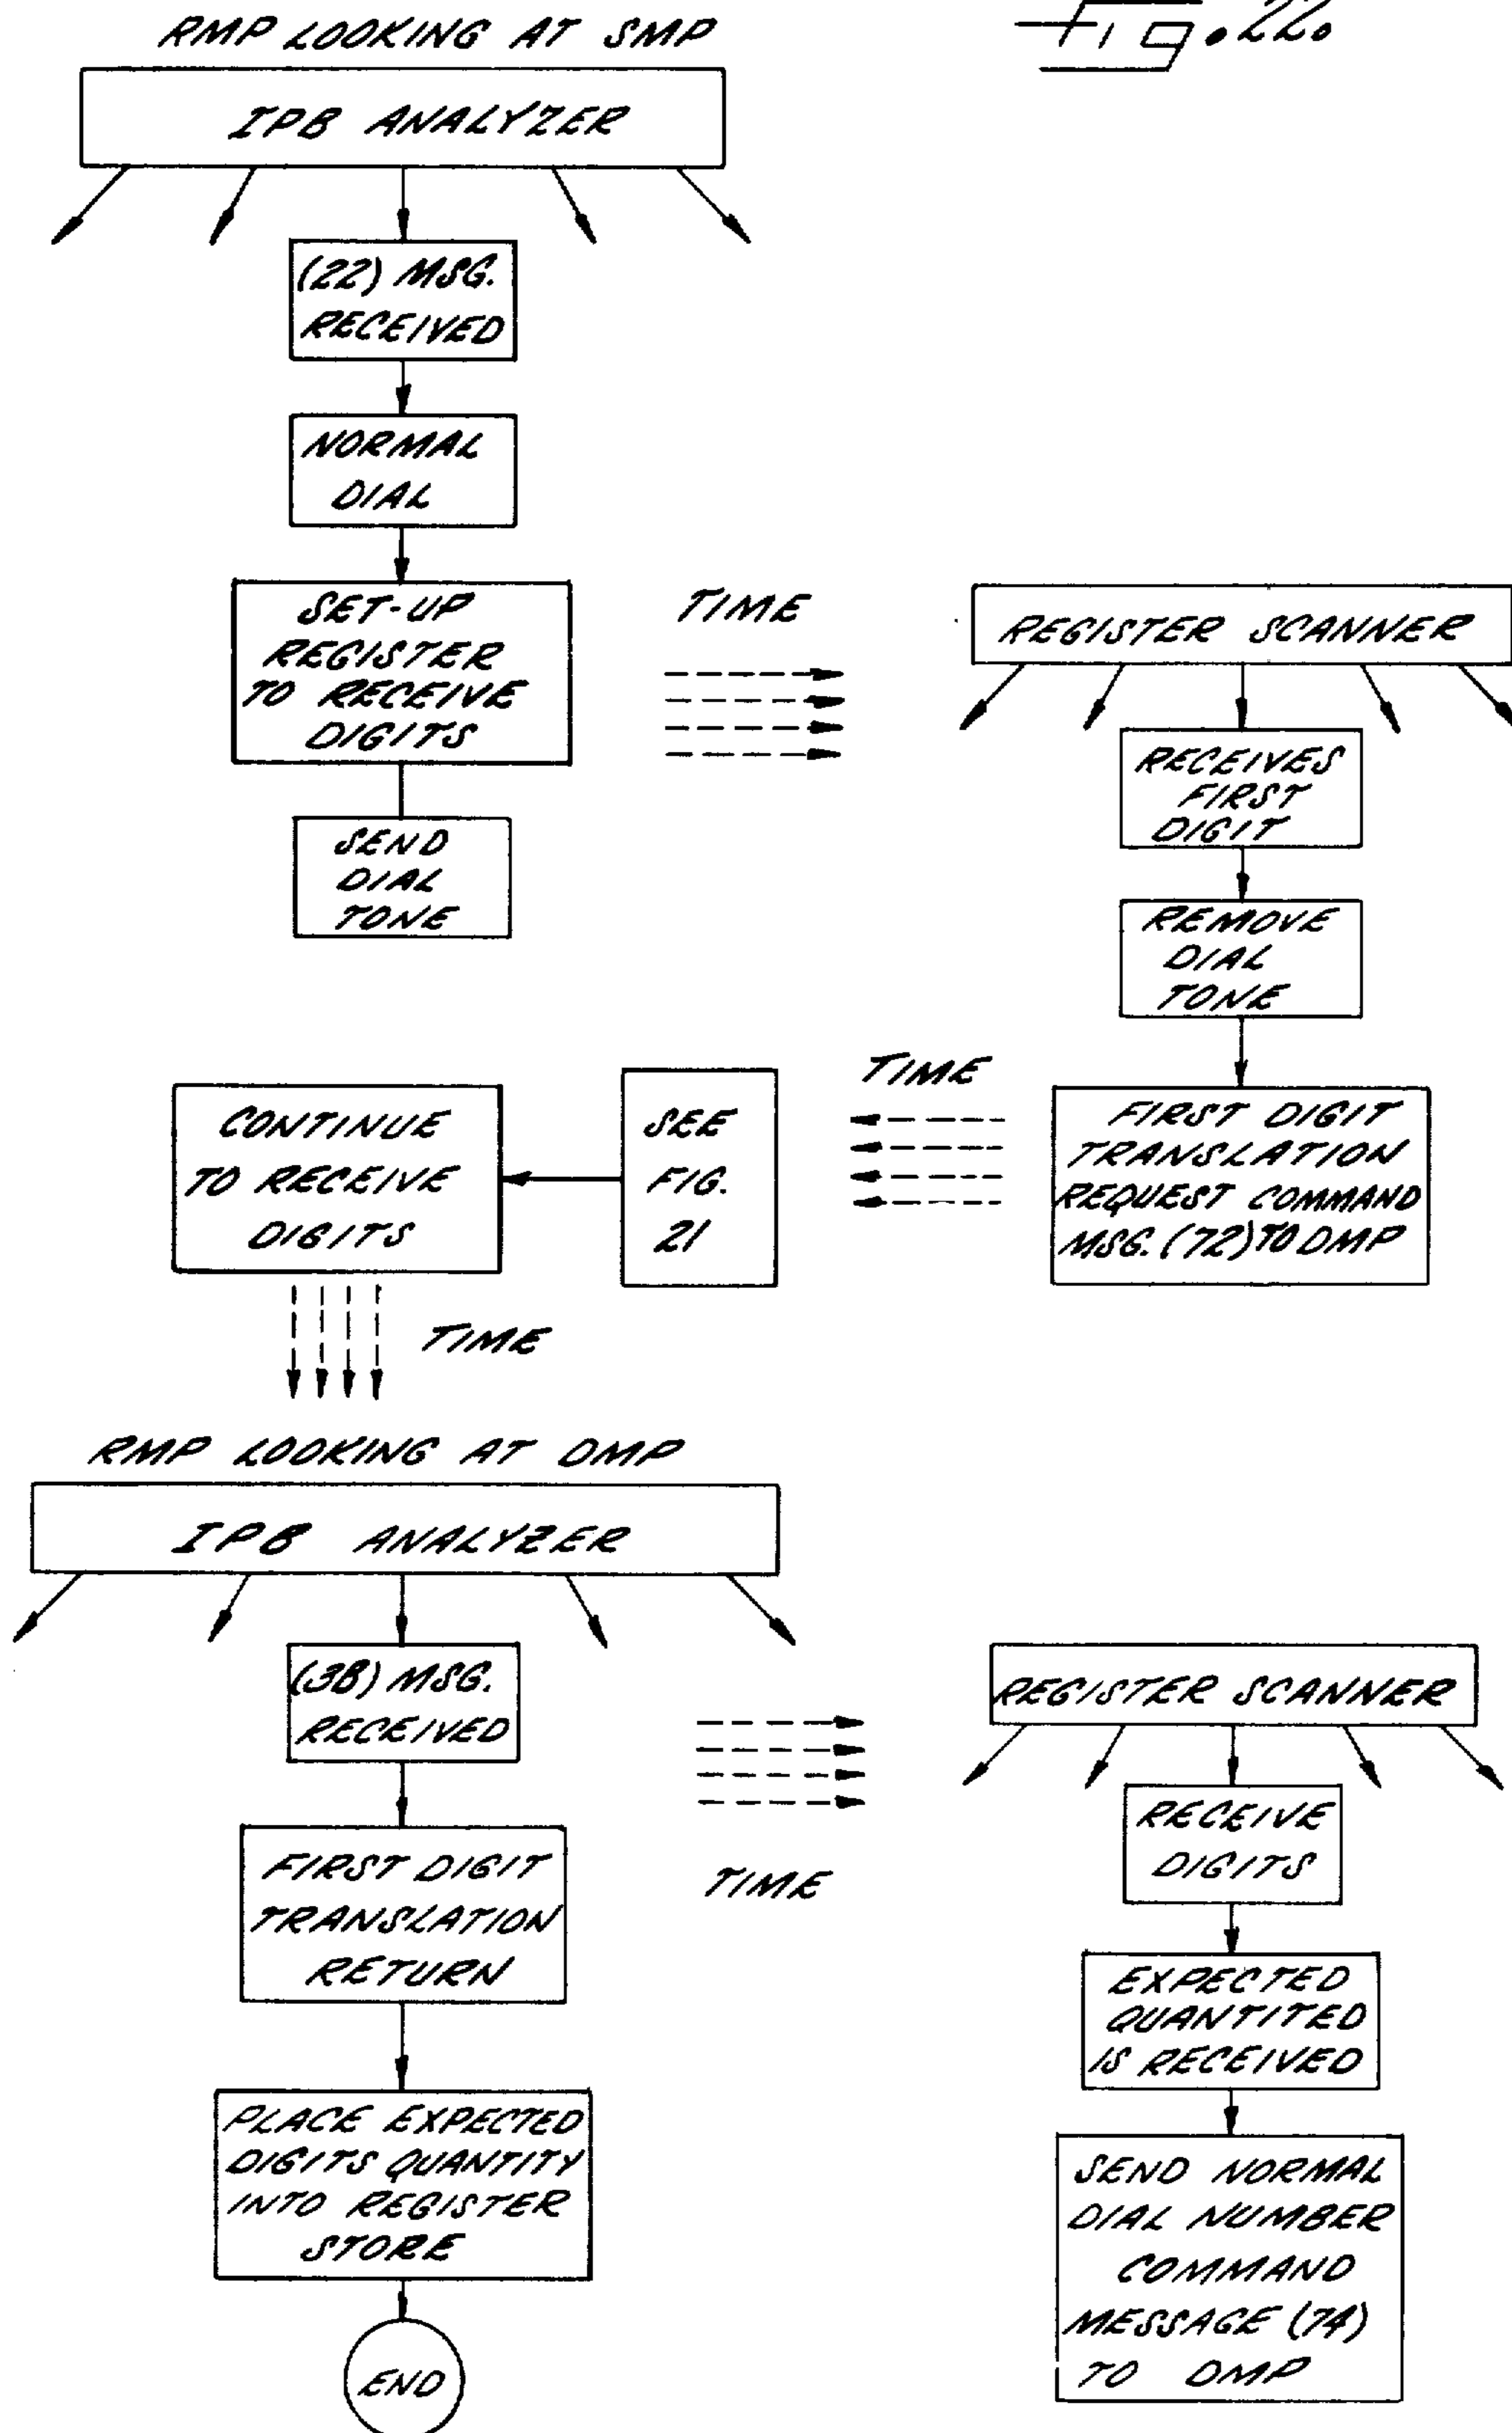 Fig. 22.
RMP LOOKING AT SMP
IPB ANALYZER
(22) MSG.
RECEIVED
NORMAL
DIAL
SET-UP
REGISTER
TO RECEIVE
DIGITS
SEND
DIAL
TONE
TIME
REGISTER SCANNER
RECEIVES
FIRST
DIGIT
REMOVE
DIAL
TONE
FIRST DIGIT
TRANSLATION
REQUEST COMMAND
MSG. (72) TO DMP
TIME
SEE
FIG.
21
CONTINUE
TO RECEIVE
DIGITS
TIME
RMP LOOKING AT DMP
IPB ANALYZER
(3B) MSG.
RECEIVED
FIRST DIGIT
TRANSLATION
RETURN
PLACE EXPECTED
DIGITS QUANTITY
INTO REGISTER
STORE
END
TIME
REGISTER SCANNER
RECEIVE
DIGITS
EXPECTED
QUANTITED
IS RECEIVED
SEND NORMAL
DIAL NUMBER
COMMAND
MESSAGE (74)
TO DMP